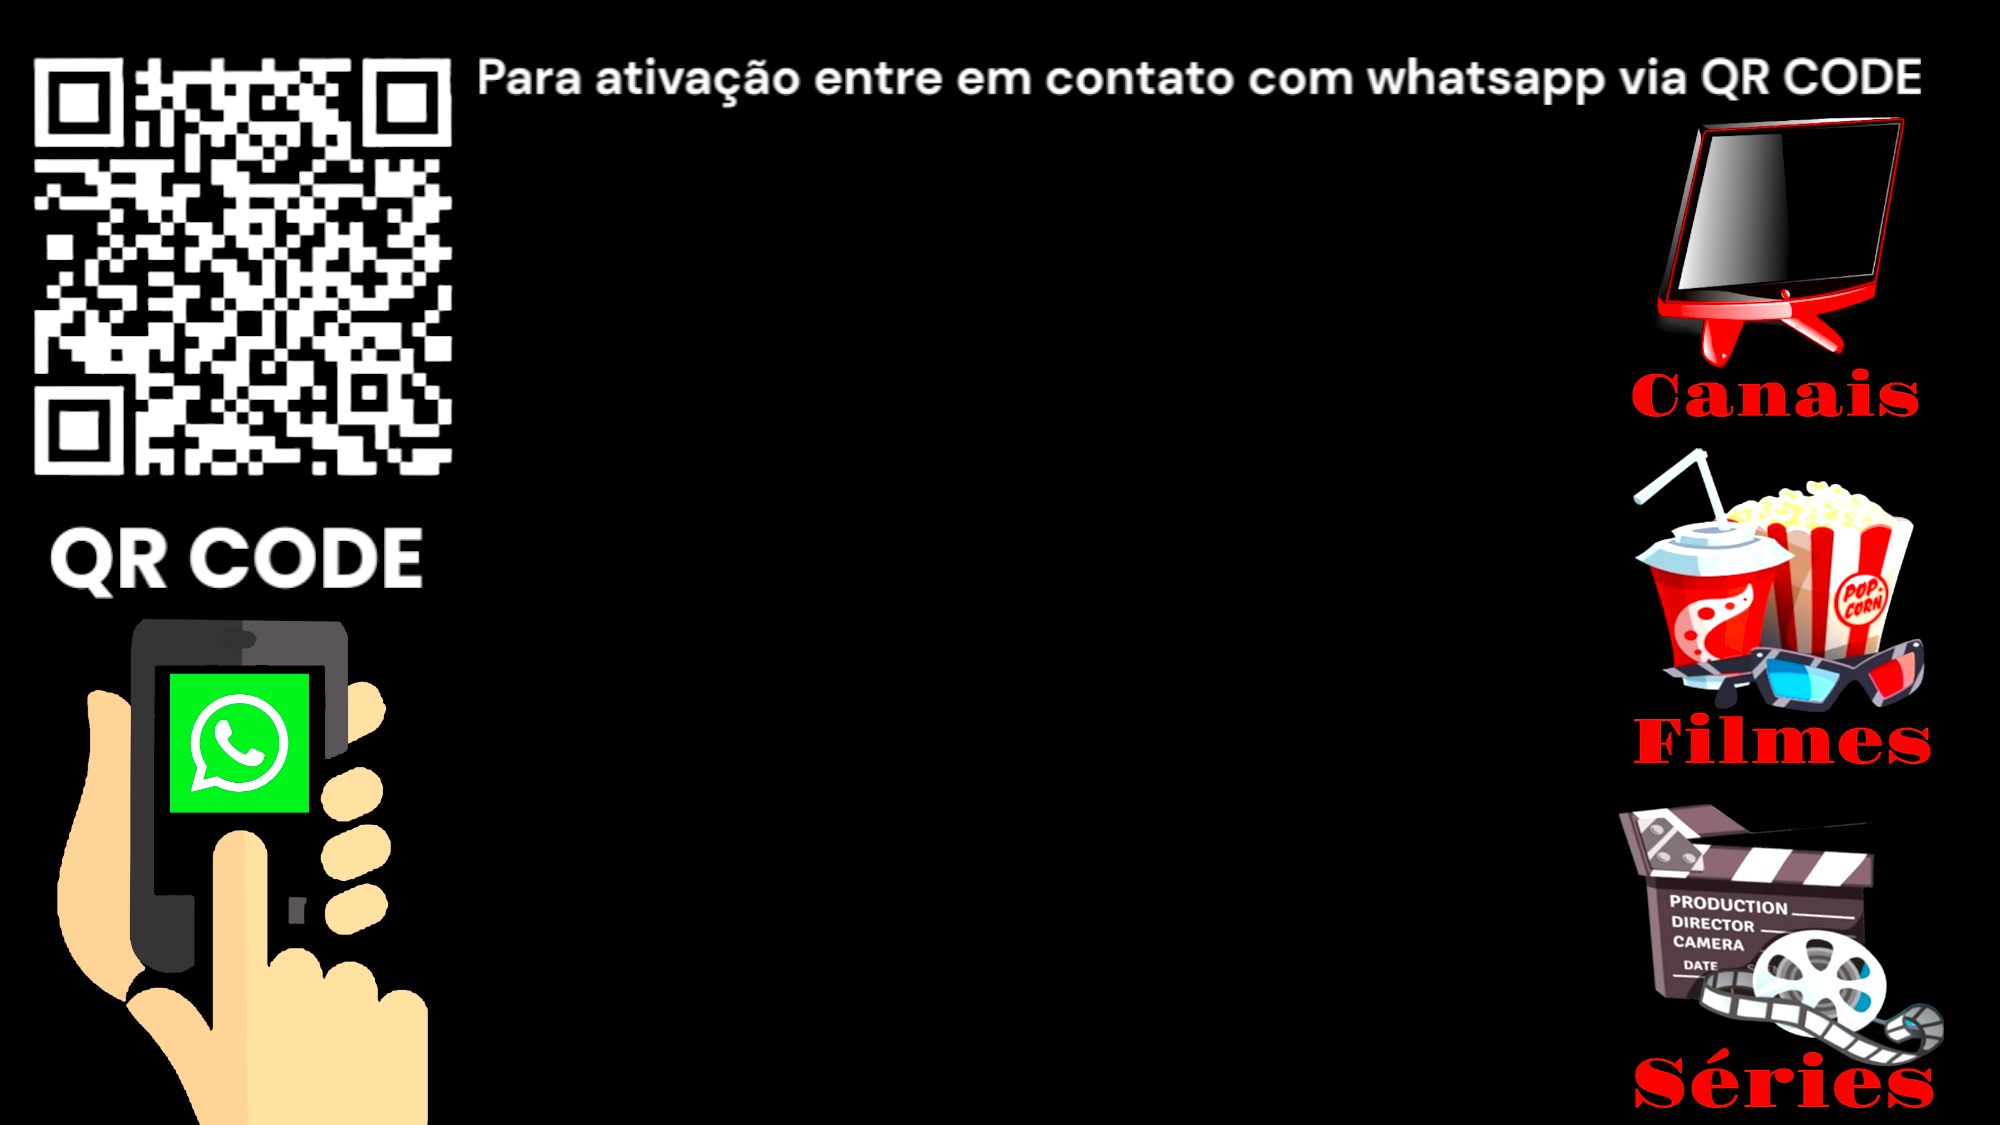 Para ativação entre em contato com whatsapp via QR CODE
QR CODE
Canais
POP-
CORN
Filmes
PRODUCTION
DIRECTOR
CAMERA
DATE
Séries